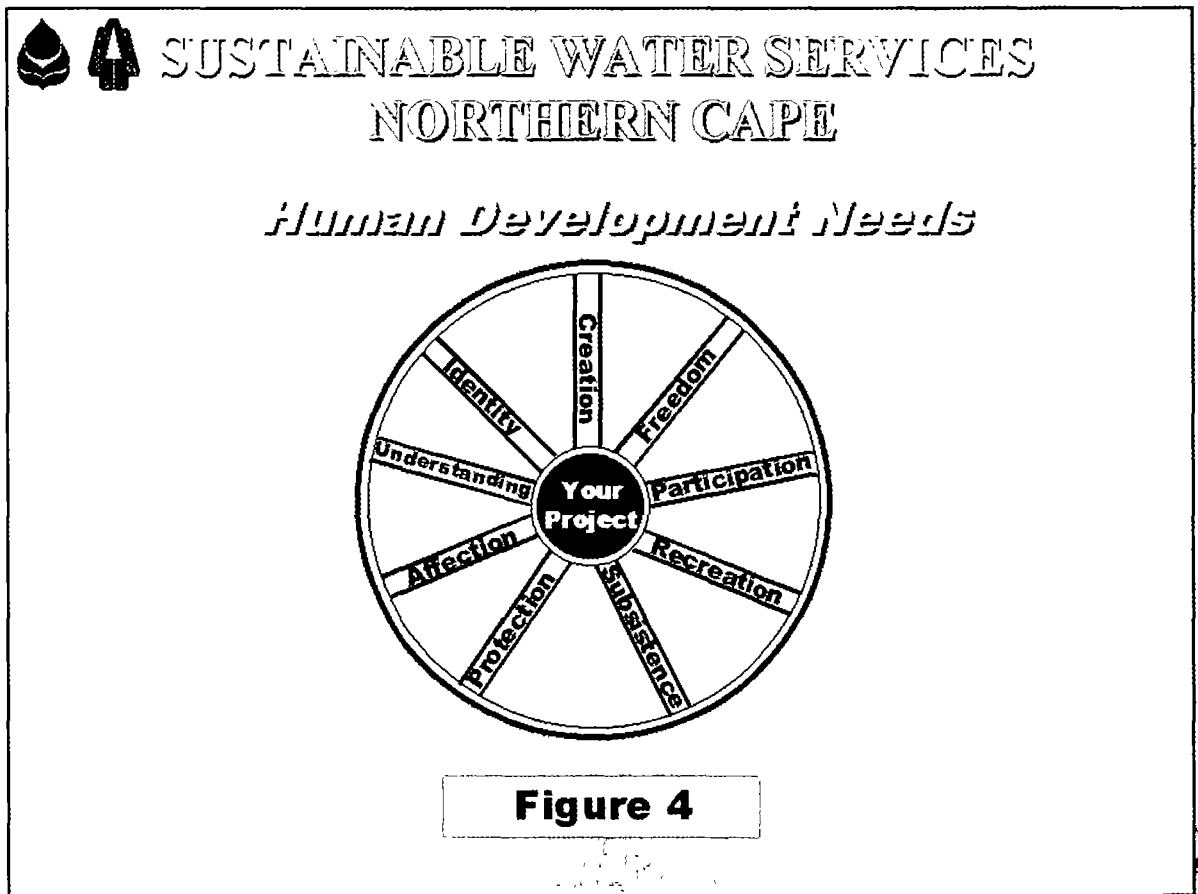 SUSTAINABLE WATER SERVICES
NORTHERN CAPE
Human Development Needs
Creation
Freedom
Participation
Recreation
Subsistence
Protection
Affection
Understanding
Identity
Your
Project
Figure 4